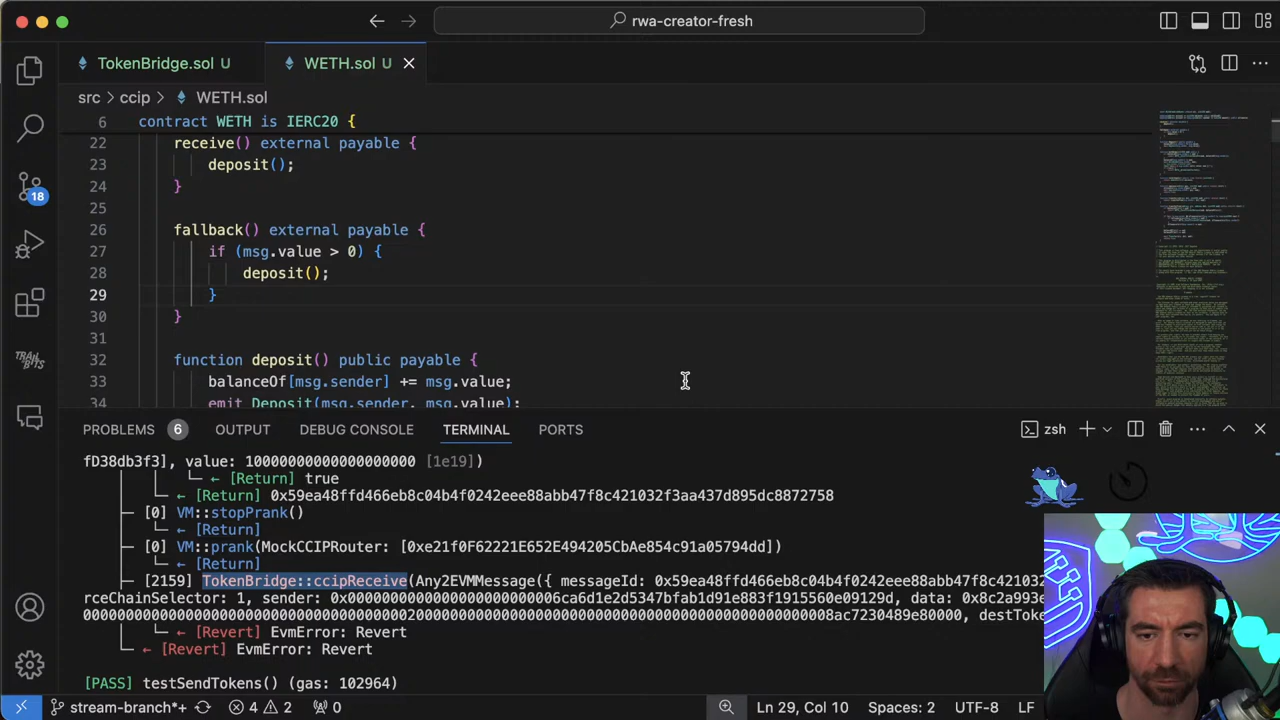 rwa-creator-fresh
TokenBridge.sol U
WETH.sol U
src > ccip > WETH.sol
6 contract WETH is IERC20 {
22 receive() external payable {
23 deposit();
24 }
25
26 fallback() external payable {
27 if (msg.value > 0) {
28 deposit();
29 }
30 }
31
32 function deposit() public payable {
33 balanceOf[msg.sender] += msg.value;
34 emit Deposit(msg.sender, msg.value);
18
PROBLEMS 6 OUTPUT DEBUG CONSOLE TERMINAL PORTS zsh
fD38db3f3], value: 10000000000000000000 [1e19])
← [Return] true
← [Return] 0x59ea48ffd466eb8c04b4f0242eee88abb47f8c421032f3aa437d895dc8872758
[0] VM::stopPrank()
← [Return]
[0] VM::prank(MockCCIPRouter: [0xe21f0F62221E652E494205CbAe854c91a05794dd])
← [Return]
[2159] TokenBridge::ccipReceive(Any2EVMMessage({ messageId: 0x59ea48ffd466eb8c04b4f0242eee88abb47f8c421032
rceChainSelector: 1, sender: 0x0000000000000000000000006ca6d1e2d5347bfab1d91e883f1915560e09129d, data: 0x8c2a993e
000000000000000000000000000000000000000020000000000000000000000000000000000000000000000008ac7230489e80000, destToke
← [Revert] EvmError: Revert
← [Revert] EvmError: Revert
[PASS] testSendTokens() (gas: 102964)
stream-branch*+ 4 2 0 Ln 29, Col 10 Spaces: 2 UTF-8 LF